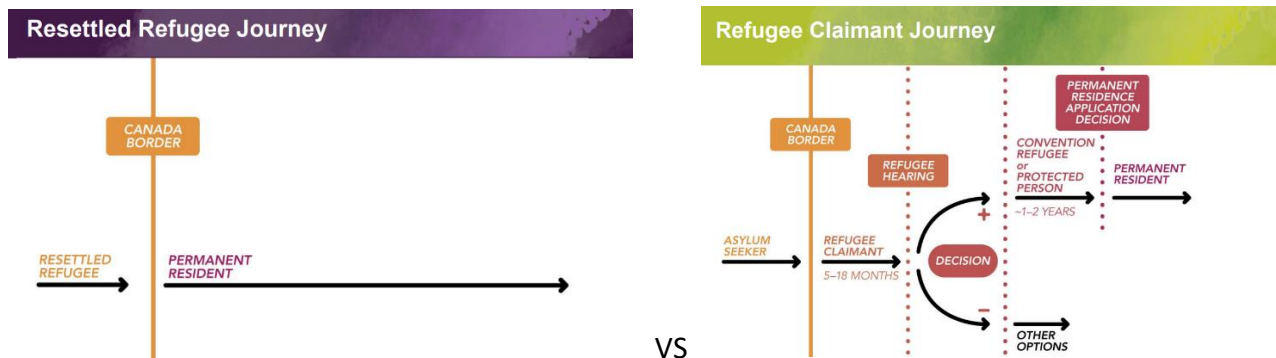 Resettled Refugee Journey
CANADA
BORDER
RESETTLED
REFUGEE
PERMANENT
RESIDENT
VS
Refugee Claimant Journey
PERMANENT
RESIDENCE
APPLICATION
DECISION
CANADA
BORDER
REFUGEE
HEARING
CONVENTION
REFUGEE
or
PROTECTED
PERSON
~1–2 YEARS
PERMANENT
RESIDENT
ASYLUM
SEEKER
REFUGEE
CLAIMANT
5–18 MONTHS
+
DECISION
–
OTHER
OPTIONS